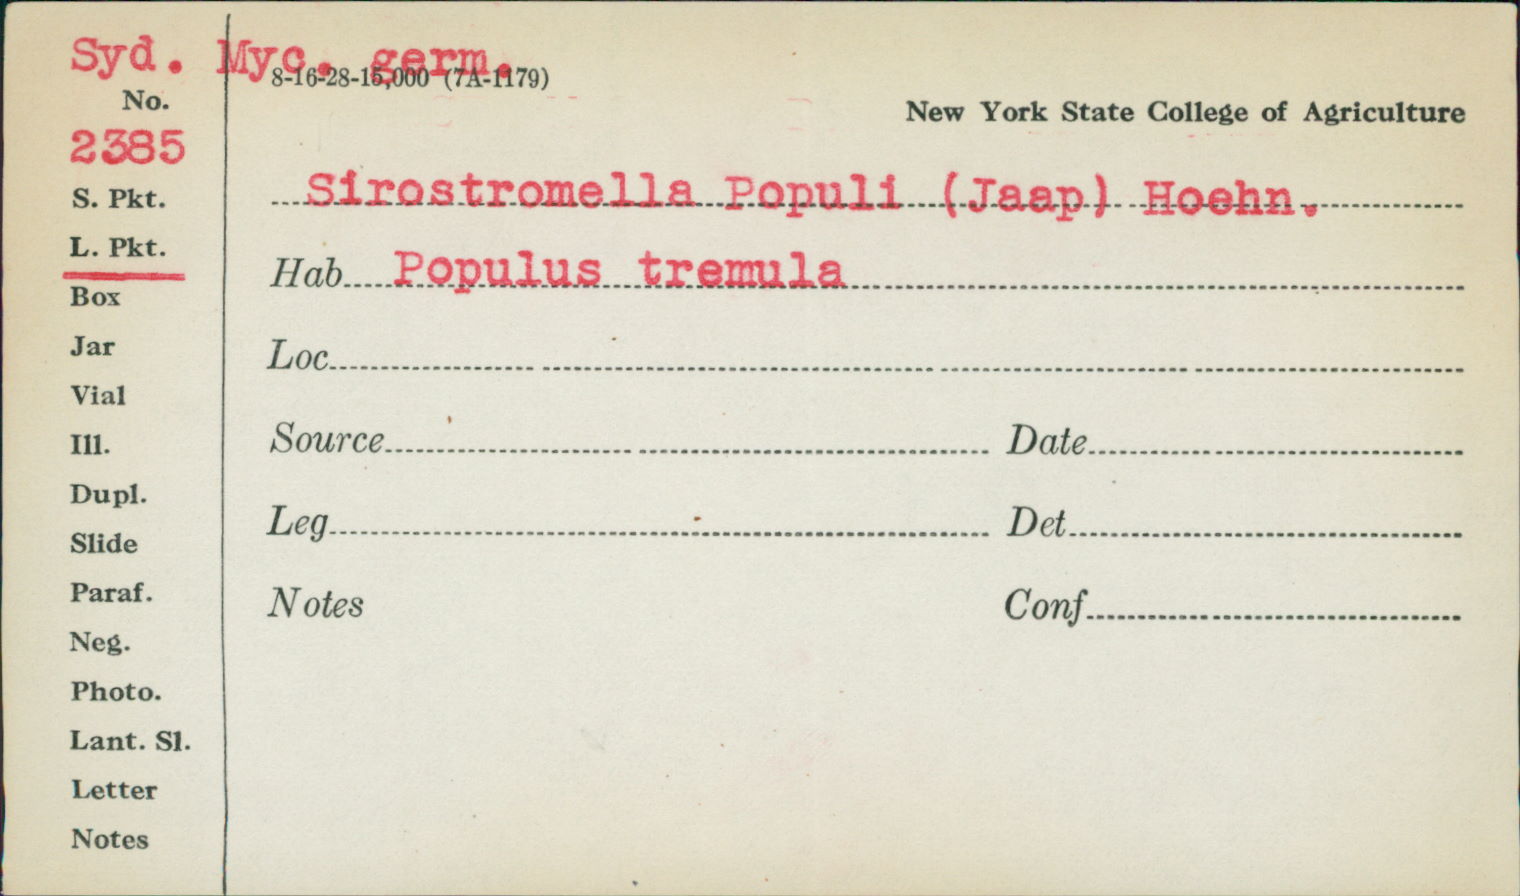 Syd. Myc. germ.
8-16-28-15,000 (7A-1179)
No.
New York State College of Agriculture
2385
S. Pkt.
Sirostromella Populi (Jaap) Hoehn.
L. Pkt.
Hab Populus tremula
Box
Jar
Loc
Vial
Ill.
Source Date
Dupl.
Slide
Leg Det
Paraf.
Notes Conf
Neg.
Photo.
Lant. Sl.
Letter
Notes